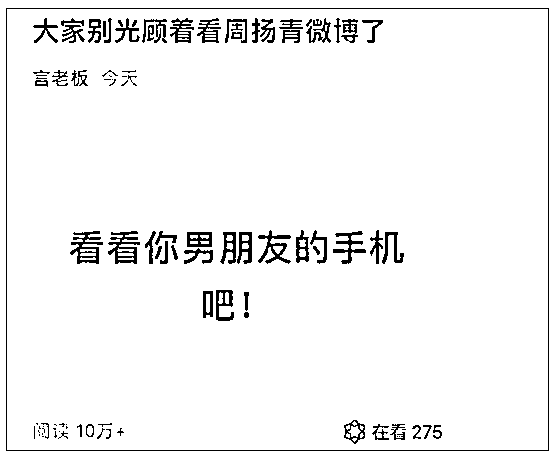 大家别光顾着看周扬青微博了
言老板 今天
看看你男朋友的手机
吧!
阅读 10万+
在看 275